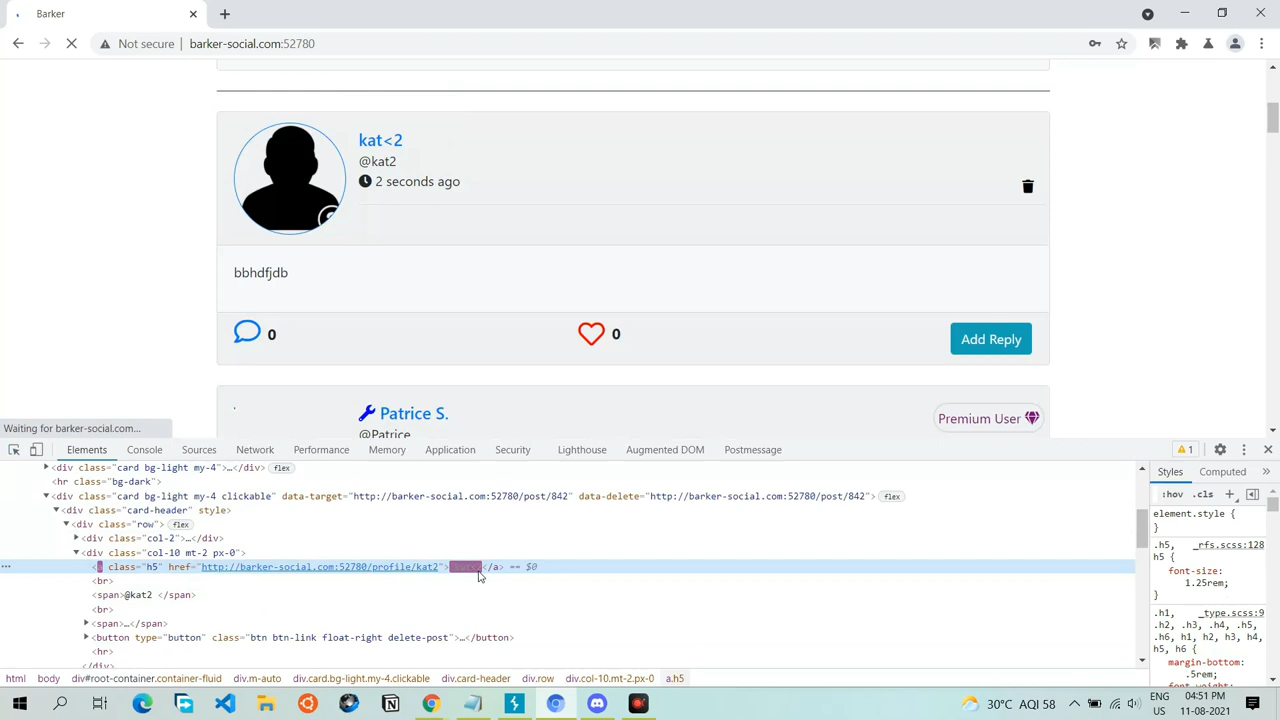 Barker
Not secure | barker-social.com:52780
kat<2
@kat2
2 seconds ago
bbhdfjdb
0
0
Add Reply
Patrice S.
Premium User
@Patrice
Waiting for barker-social.com...
Elements Console Sources Network Performance Memory Application Security Lighthouse Augmented DOM Postmessage 1
<div class="card bg-light my-4">…</div> flex
<hr class="bg-dark">
<div class="card bg-light my-4 clickable" data-target="http://barker-social.com:52780/post/842" data-delete="http://barker-social.com:52780/post/842"> flex
<div class="card-header" style>
<div class="row"> flex
<div class="col-2">…</div>
<div class="col-10 mt-2 px-0">
class="h5" href="http://barker-social.com:52780/profile/kat2"> </a> == $0
<br>
<span>@kat2 </span>
<br>
<span>…</span>
<button type="button" class="btn btn-link float-right delete-post">…</button>
<hr>
</div>
html body div#root-container.container-fluid div.m-auto div.card.bg-light.my-4.clickable div.card-header div.row div.col-10.mt-2.px-0 a.h5
Styles Computed »
:hov .cls +
element.style {
}
.h5, _rfs.scss:128
h5 {
font-size:
1.25rem;
}
.h1, _type.scss:9
.h2, .h3, .h4, .h5,
.h6, h1, h2, h3, h4,
h5, h6 {
margin-bottom:
.5rem;
30°C AQI 58
ENG
US
04:51 PM
11-08-2021